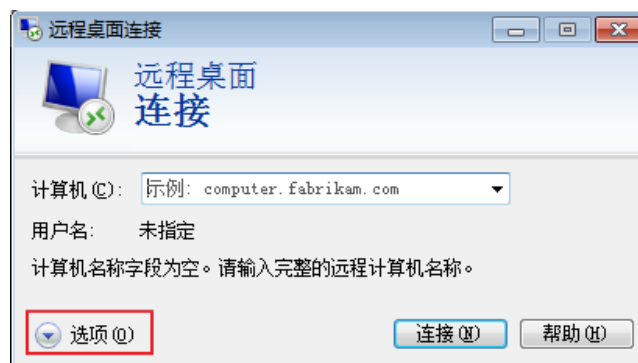 远程桌面连接
远程桌面
连接
计算机(C): 示例: computer.fabrikam.com
用户名: 未指定
计算机名称字段为空。请输入完整的远程计算机名称。
选项(O) 连接(N) 帮助(H)